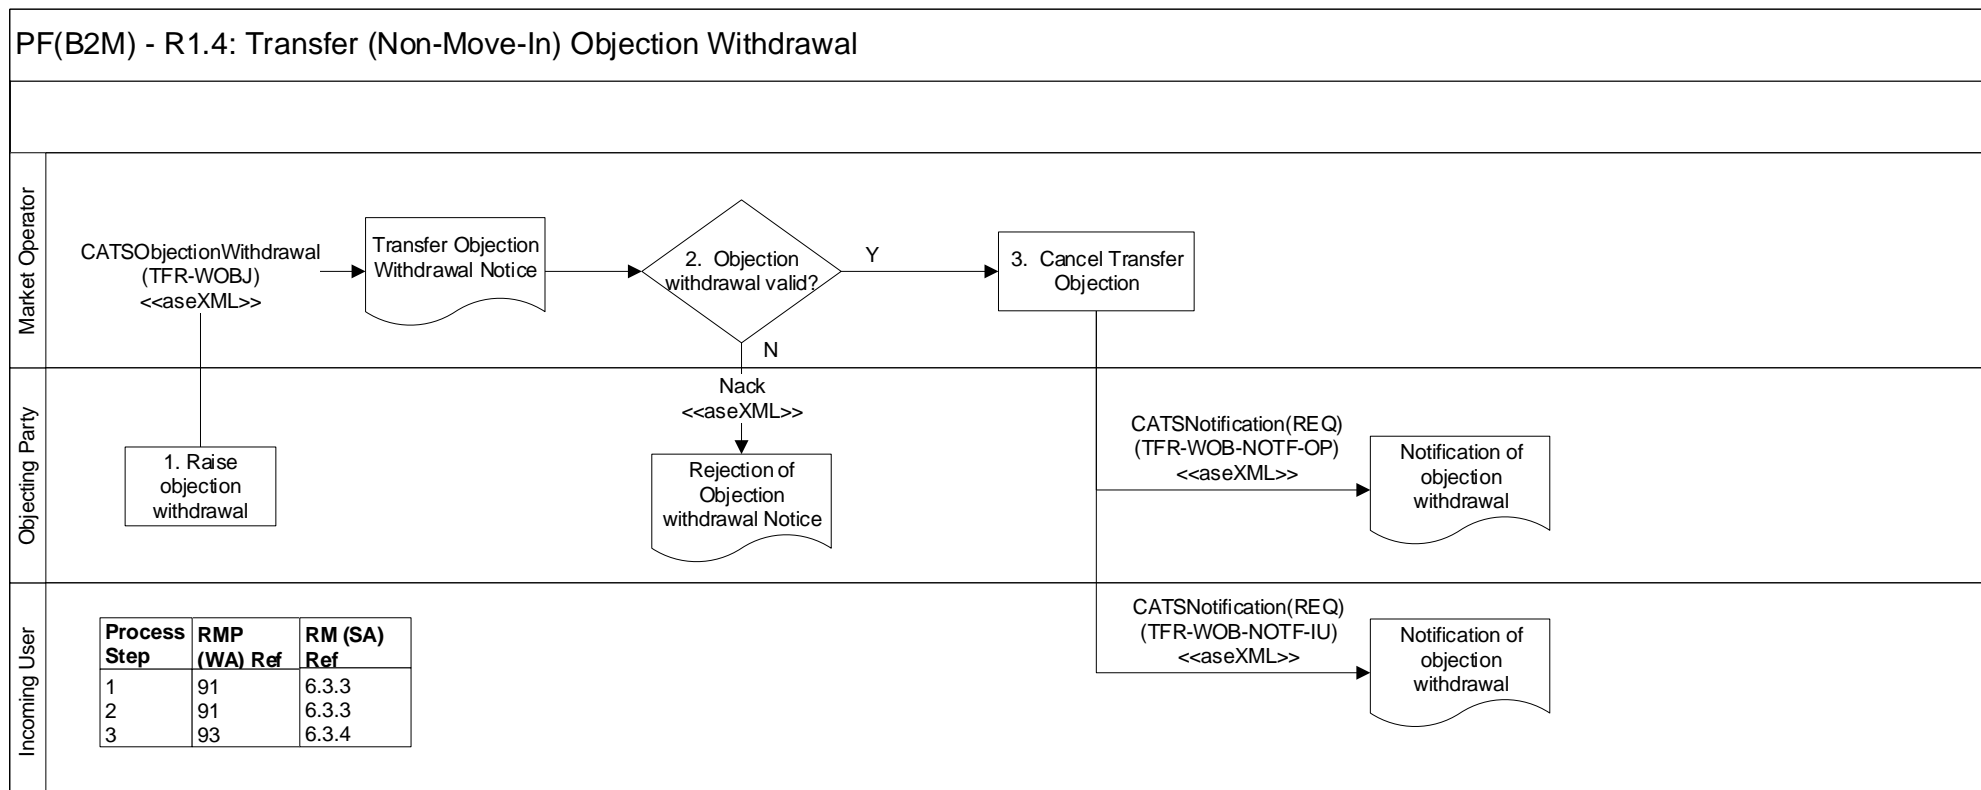 PF(B2M) - R1.4: Transfer (Non-Move-In) Objection Withdrawal
Market Operator
CATSObjectionWithdrawal
(TFR-WOBJ)
<<aseXML>>
Transfer Objection
Withdrawal Notice
2. Objection
withdrawal valid?
Y
N
3. Cancel Transfer
Objection
Objecting Party
1. Raise
objection
withdrawal
Nack
<<aseXML>>
Rejection of
Objection
withdrawal Notice
CATSNotification(REQ)
(TFR-WOB-NOTF-OP)
<<aseXML>>
Notification of
objection
withdrawal
Incoming User
Process Step RMP (WA) Ref RM (SA) Ref
1 91 6.3.3
2 91 6.3.3
3 93 6.3.4
CATSNotification(REQ)
(TFR-WOB-NOTF-IU)
<<aseXML>>
Notification of
objection
withdrawal